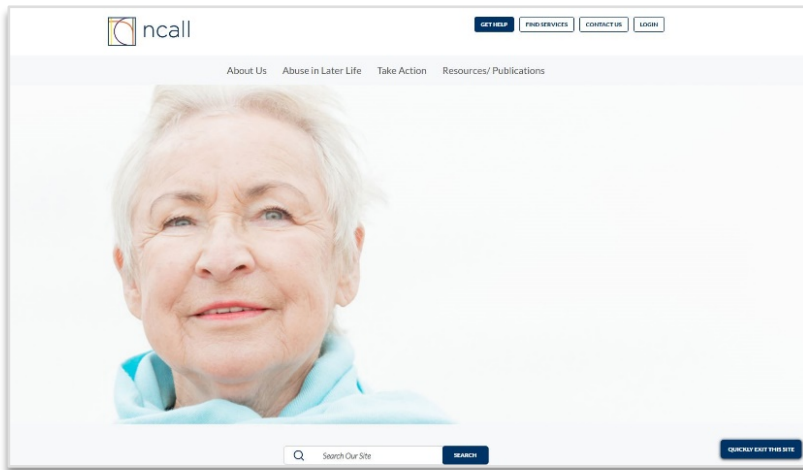 ncall
GET HELP FIND SERVICES CONTACT US LOGIN
About Us Abuse in Later Life Take Action Resources/ Publications
Search Our Site SEARCH
QUICKLY EXIT THIS SITE